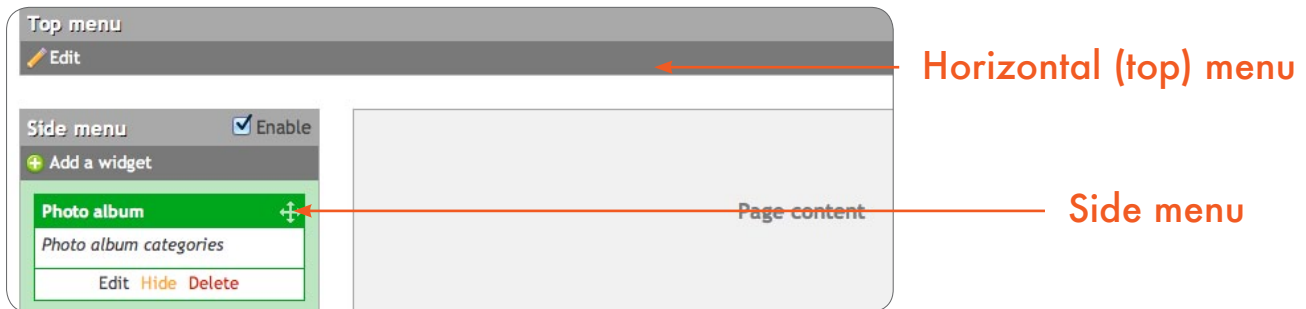 Top menu
Edit
Horizontal (top) menu
Side menu
Enable
Add a widget
Photo album
Page content
Side menu
Photo album categories
Edit Hide Delete